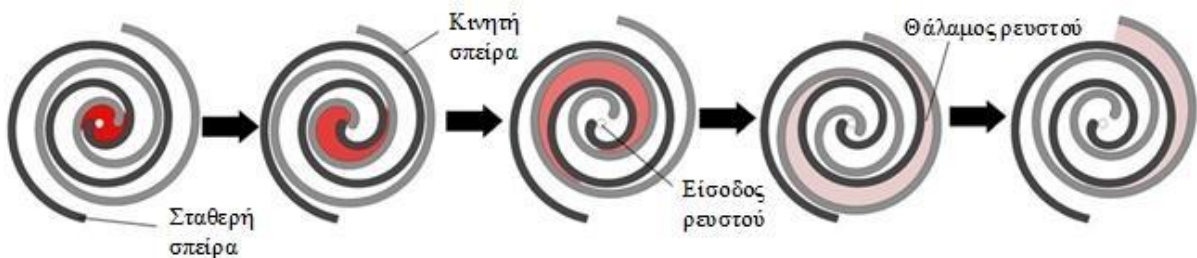 Κινητή
σπείρα
Θάλαμος ρευστού
Σταθερή
σπείρα
Είσοδος
ρευστού